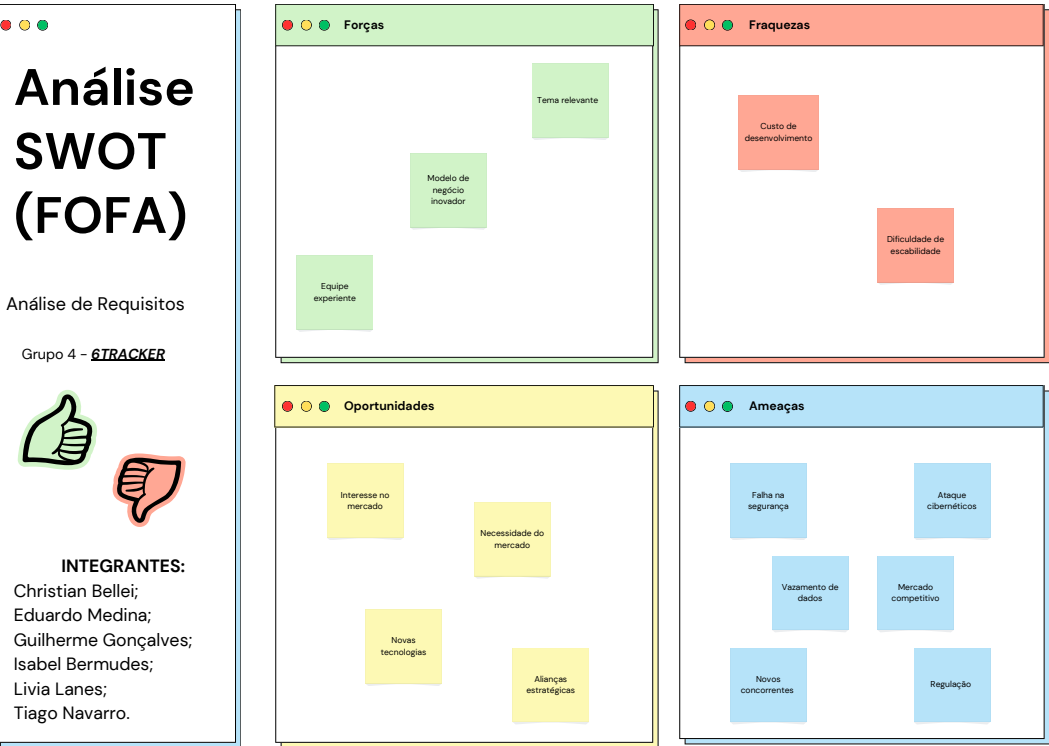 Análise
SWOT
(FOFA)
Análise de Requisitos
Grupo 4 - 6TRACKER
INTEGRANTES:
Christian Bellei;
Eduardo Medina;
Guilherme Gonçalves;
Isabel Bermudes;
Livia Lanes;
Tiago Navarro.
Forças
Tema relevante
Modelo de
negócio
inovador
Equipe
experiente
Fraquezas
Custo de
desenvolvimento
Dificuldade de
escabilidade
Oportunidades
Interesse no
mercado
Necessidade do
mercado
Novas
tecnologias
Alianças
estratégicas
Ameaças
Falha na
segurança
Ataque
cibernéticos
Vazamento de
dados
Mercado
competitivo
Novos
concorrentes
Regulação